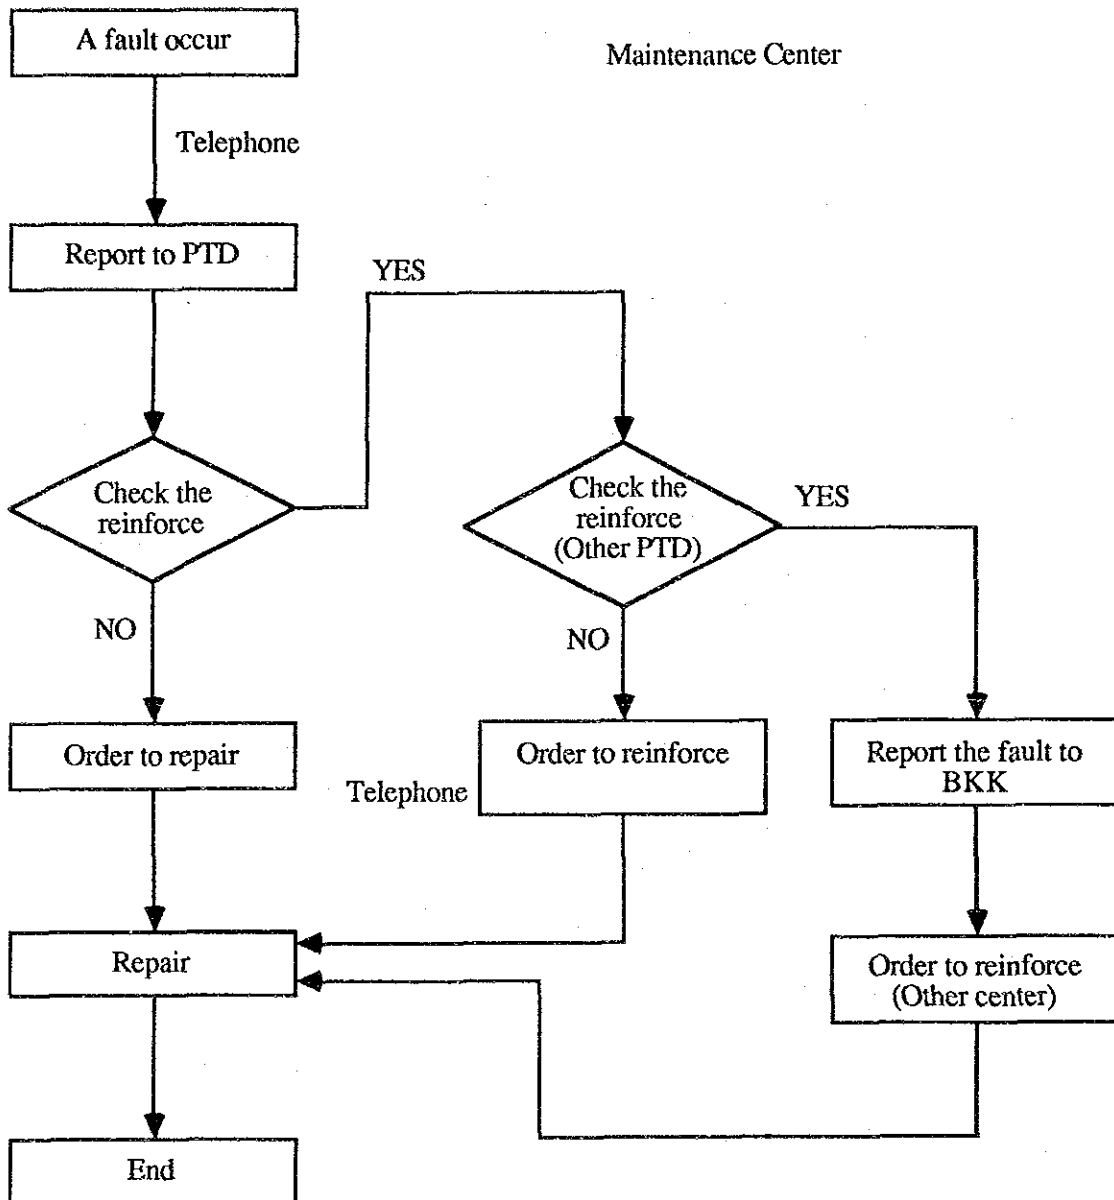 A fault occur
Maintenance Center
Telephone
Report to PTD
YES
Check the
reinforce
Check the
reinforce
(Other PTD)
YES
NO
NO
Order to repair
Order to reinforce
Report the fault to
BKK
Telephone
Repair
Order to reinforce
(Other center)
End